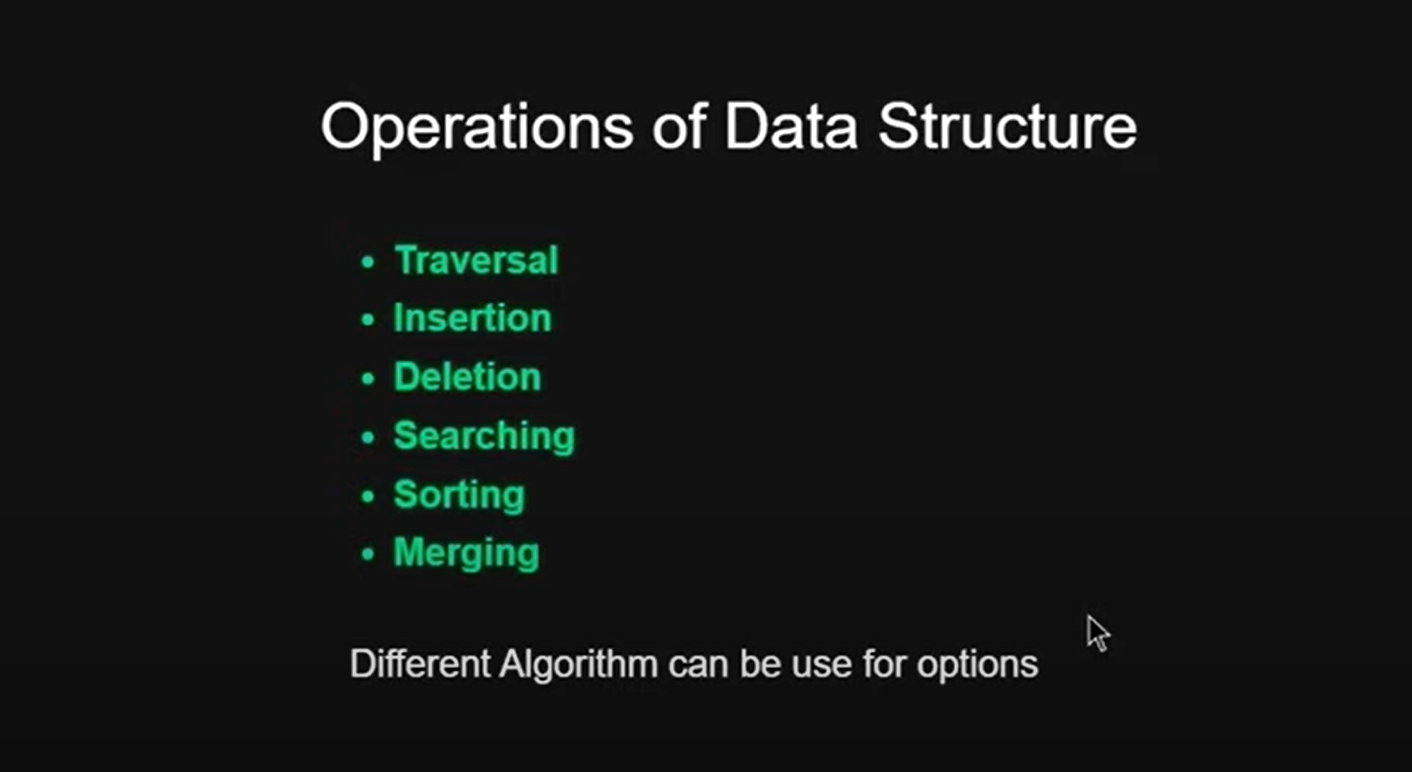 Operations of Data Structure
• Traversal
• Insertion
• Deletion
• Searching
• Sorting
• Merging
Different Algorithm can be use for options